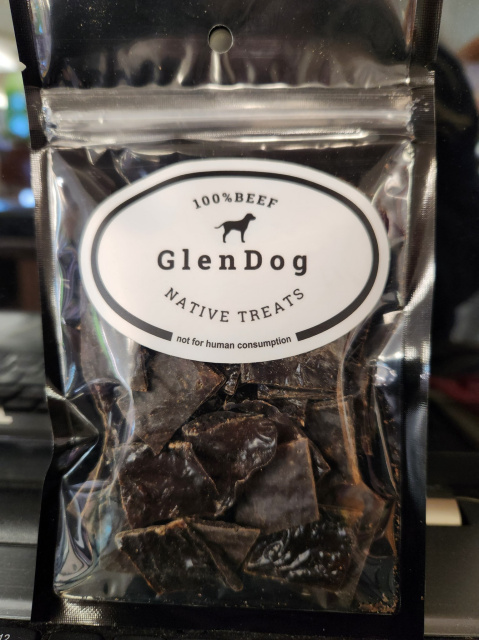 100%BEEF
GlenDog
NATIVE TREATS
not for human consumption